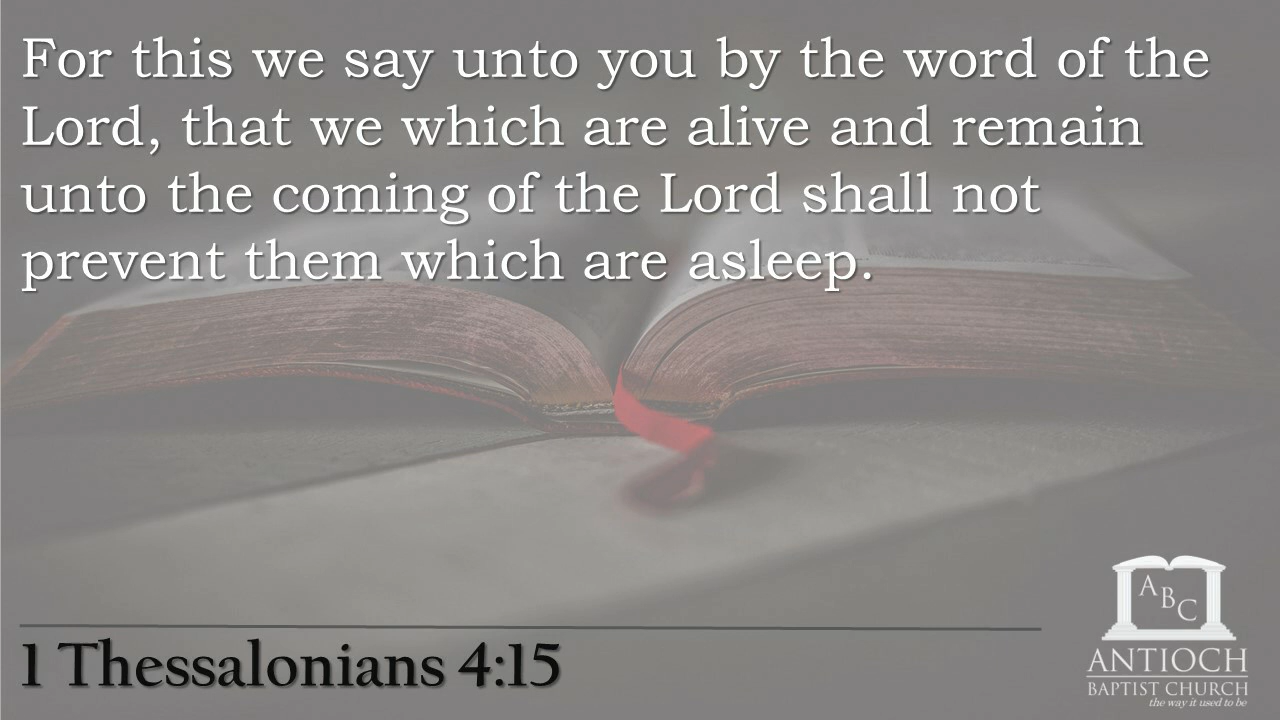 For this we say unto you by the word of the
Lord, that we which are alive and remain
unto the coming of the Lord shall not
prevent them which are asleep.
1 Thessalonians 4:15
ABC
ANTIOCH
BAPTIST CHURCH
the way it used to be